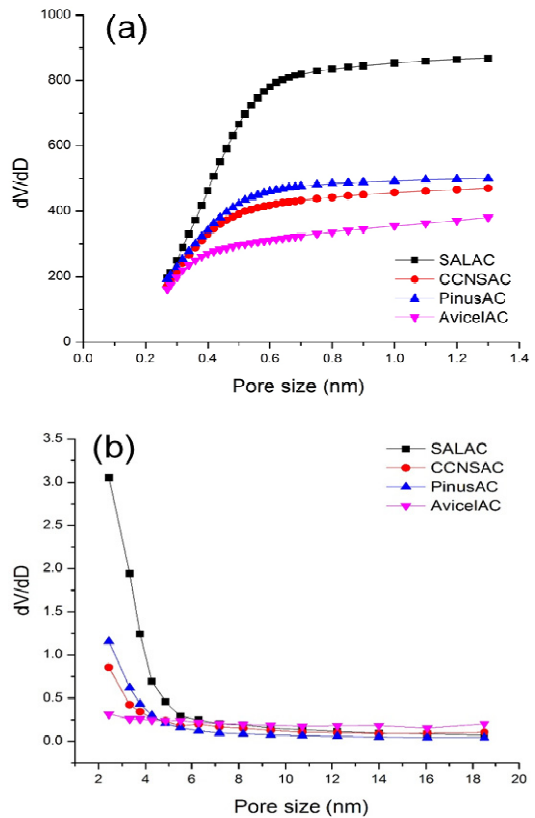 (a)
1000
800
600
400
200
0
dV/dD
SALAC
CCNSAC
PinusAC
AvicelAC
0.0 0.2 0.4 0.6 0.8 1.0 1.2 1.4
Pore size (nm)
(b)
3.5
3.0
2.5
2.0
1.5
1.0
0.5
0.0
dV/dD
SALAC
CCNSAC
PinusAC
AvicelAC
2 4 6 8 10 12 14 16 18 20
Pore size (nm)